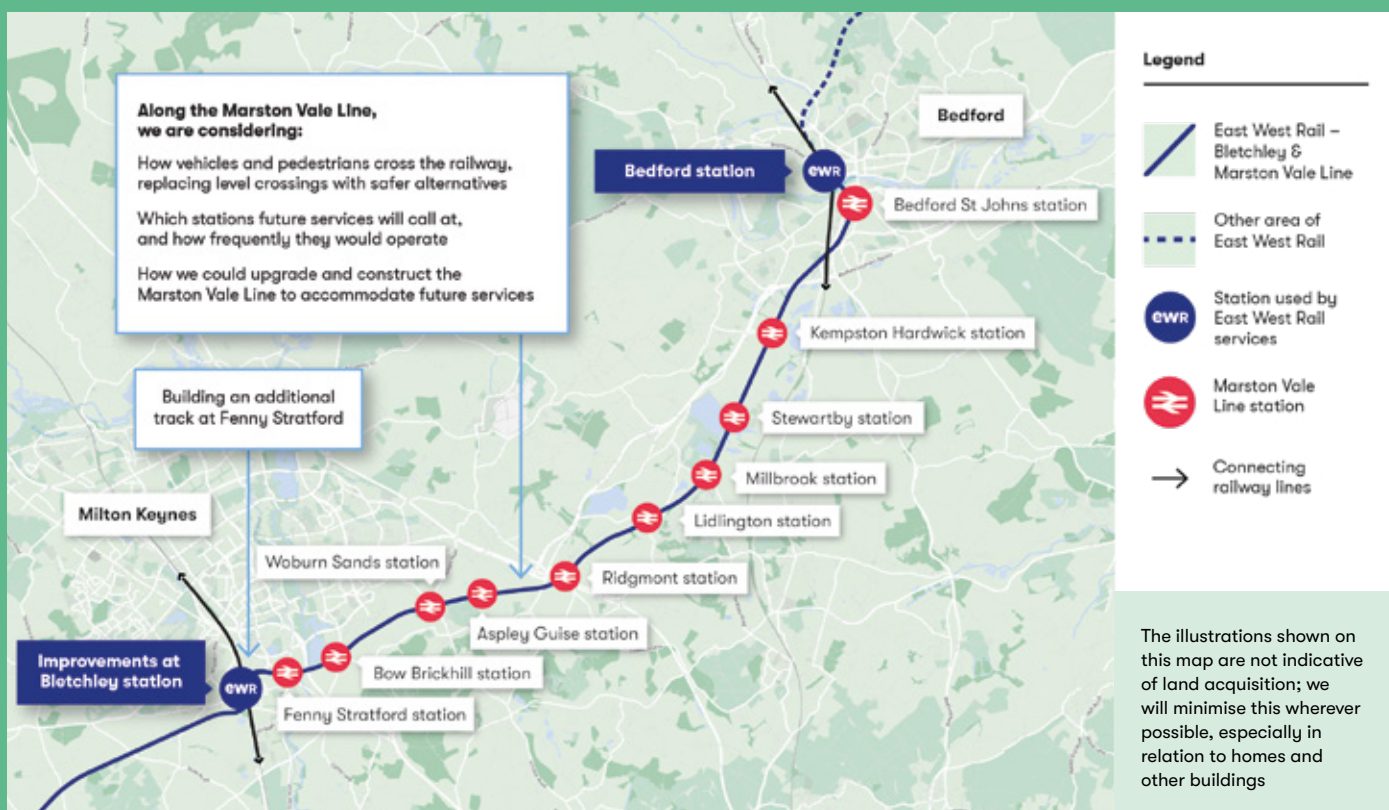 Along the Marston Vale Line,
we are considering:
How vehicles and pedestrians cross the railway,
replacing level crossings with safer alternatives
Which stations future services will call at,
and how frequently they would operate
How we could upgrade and construct the
Marston Vale Line to accommodate future services
Building an additional
track at Fenny Stratford
Bedford
Bedford station
ewR
Bedford St Johns station
Kempston Hardwick station
Stewartby station
Millbrook station
Lidlington station
Ridgmont station
Aspley Guise station
Woburn Sands station
Bow Brickhill station
Fenny Stratford station
Milton Keynes
Improvements at
Bletchley station
ewR
Legend
East West Rail –
Bletchley &
Marston Vale Line
Other area of
East West Rail
ewR
Station used by
East West Rail
services
Marston Vale
Line station
Connecting
railway lines
The illustrations shown on
this map are not indicative
of land acquisition; we
will minimise this wherever
possible, especially in
relation to homes and
other buildings